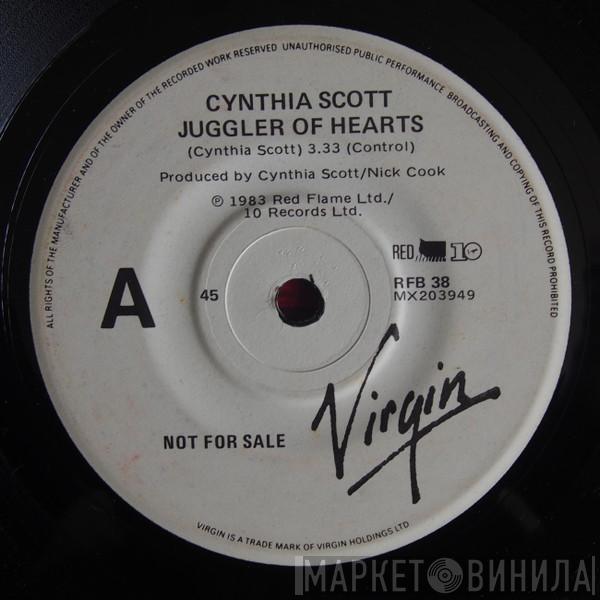 ALL RIGHTS OF THE MANUFACTURER AND OF THE OWNER OF THE RECORDED WORK RESERVED UNAUTHORISED PUBLIC PERFORMANCE BROADCASTING AND COPYING OF THIS RECORD PROHIBITED
CYNTHIA SCOTT
JUGGLER OF HEARTS
(Cynthia Scott) 3.33 (Control)
Produced by Cynthia Scott/Nick Cook
℗ 1983 Red Flame Ltd./
10 Records Ltd.
RED 10
A
45
RFB 38
MX203949
Virgin
NOT FOR SALE
VIRGIN IS A TRADE MARK OF VIRGIN HOLDINGS LTD
МАРКЕТ ВИНИЛА